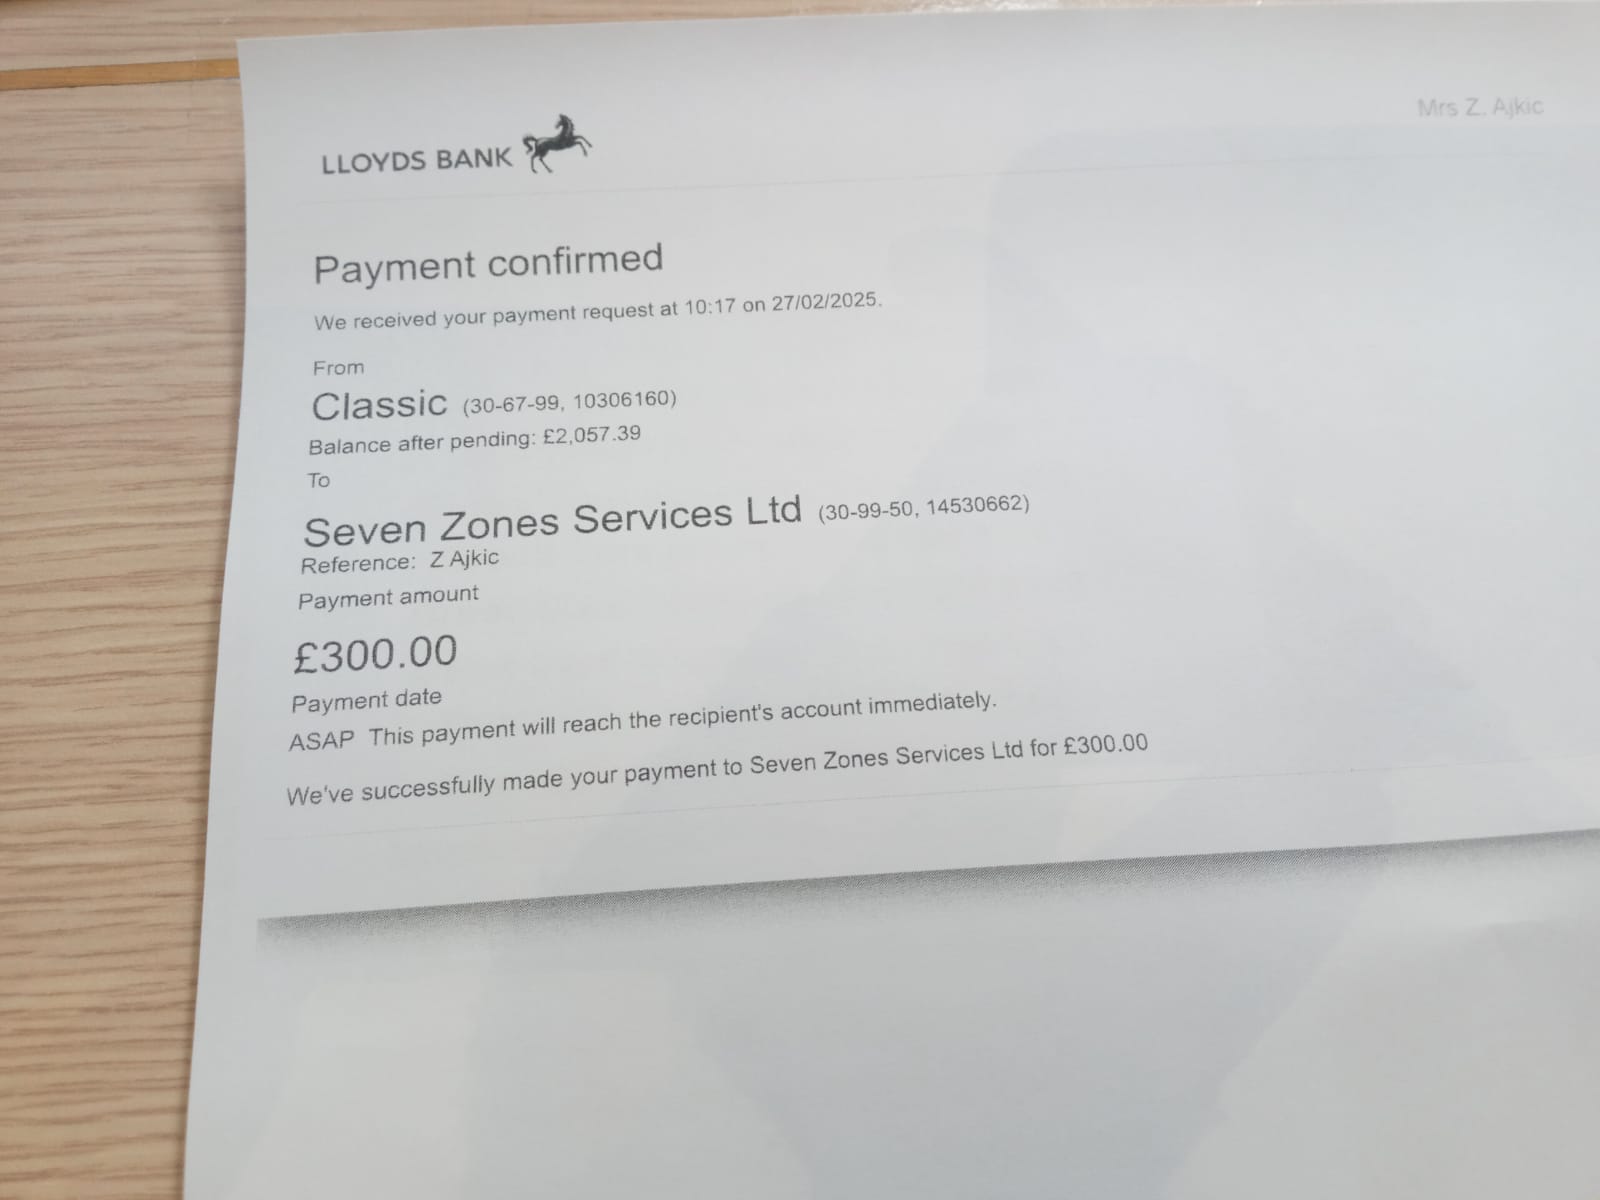 Mrs Z. Ajkic
LLOYDS BANK
Payment confirmed
We received your payment request at 10:17 on 27/02/2025.
From
Classic (30-67-99, 10306160)
Balance after pending: £2,057.39
To
Seven Zones Services Ltd (30-99-50, 14530662)
Reference: Z Ajkic
Payment amount
£300.00
Payment date
ASAP This payment will reach the recipient's account immediately.
We've successfully made your payment to Seven Zones Services Ltd for £300.00